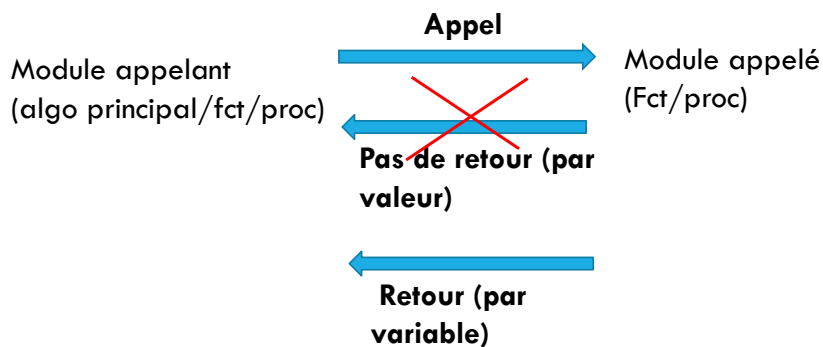 Appel
Module appelant
(algo principal/fct/proc)
Module appelé
(Fct/proc)
Pas de retour (par
valeur)
Retour (par
variable)